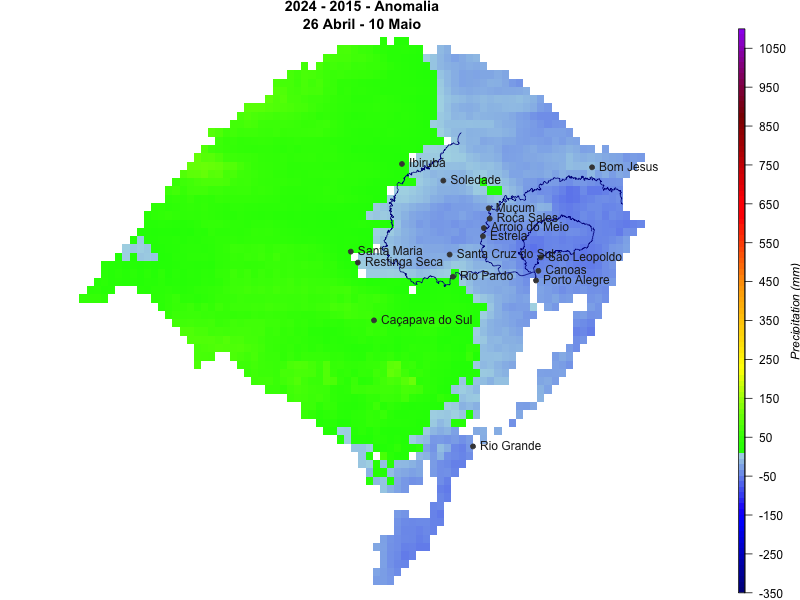 2024 - 2015 - Anomalia
26 Abril - 10 Maio
Ibirubá
Soledade
Bom Jesus
Muçum
Roca Sales
Arroio do Meio
Estrela
Santa Maria
Restinga Seca
Santa Cruz do Sul
São Leopoldo
Canoas
Rio Pardo
Porto Alegre
Caçapava do Sul
Rio Grande
1050
950
850
750
650
550
450
350
250
150
50
-50
-150
-250
-350
Precipitation (mm)